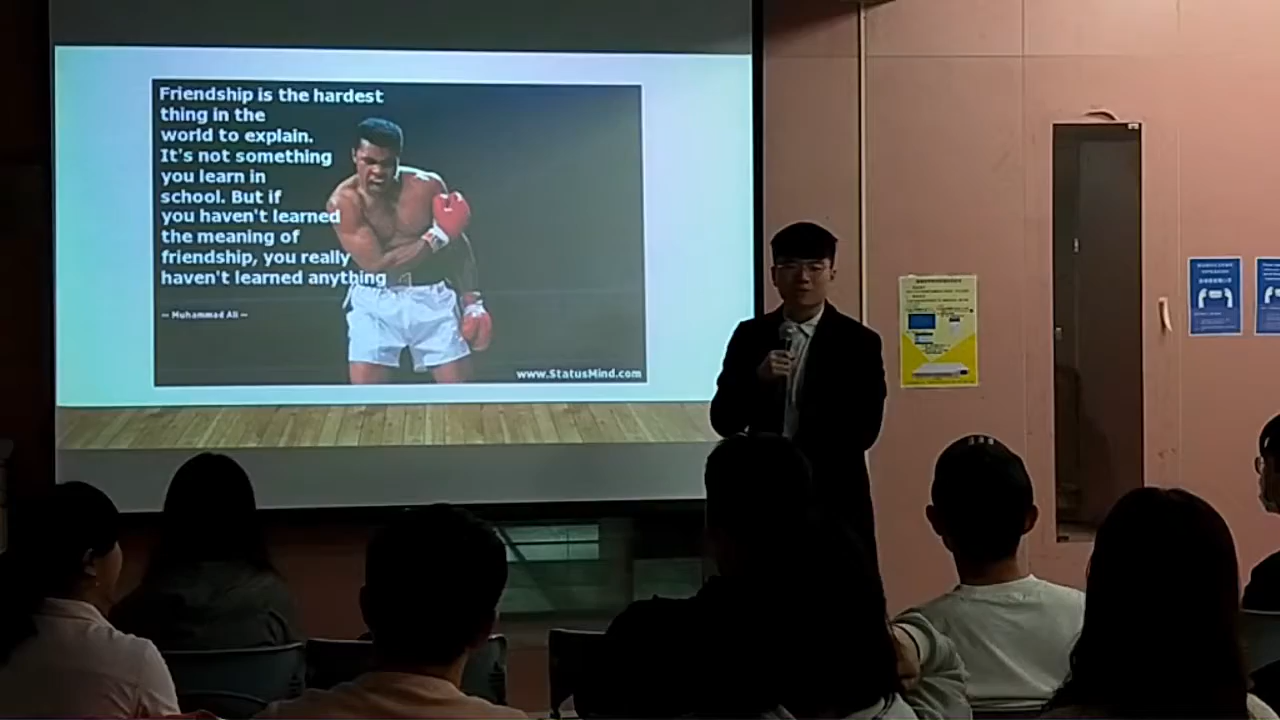 Friendship is the hardest
thing in the
world to explain.
It's not something
you learn in
school. But if
you haven't learned
the meaning of
friendship, you really
haven't learned anything
— Muhammad Ali —
www.StatusMind.com